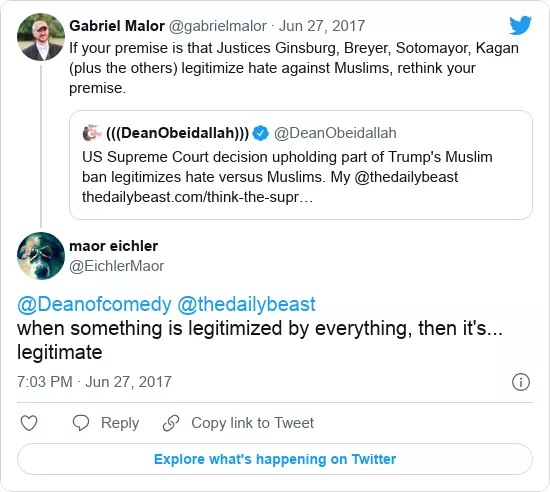 Gabriel Malor @gabrielmalor · Jun 27, 2017
If your premise is that Justices Ginsburg, Breyer, Sotomayor, Kagan
(plus the others) legitimize hate against Muslims, rethink your
premise.
(((DeanObeidallah))) @DeanObeidallah
US Supreme Court decision upholding part of Trump's Muslim
ban legitimizes hate versus Muslims. My @thedailybeast
thedailybeast.com/think-the-supr…
maor eichler
@EichlerMaor
@Deanofcomedy @thedailybeast
when something is legitimized by everything, then it's...
legitimate
7:03 PM · Jun 27, 2017
Reply Copy link to Tweet
Explore what's happening on Twitter